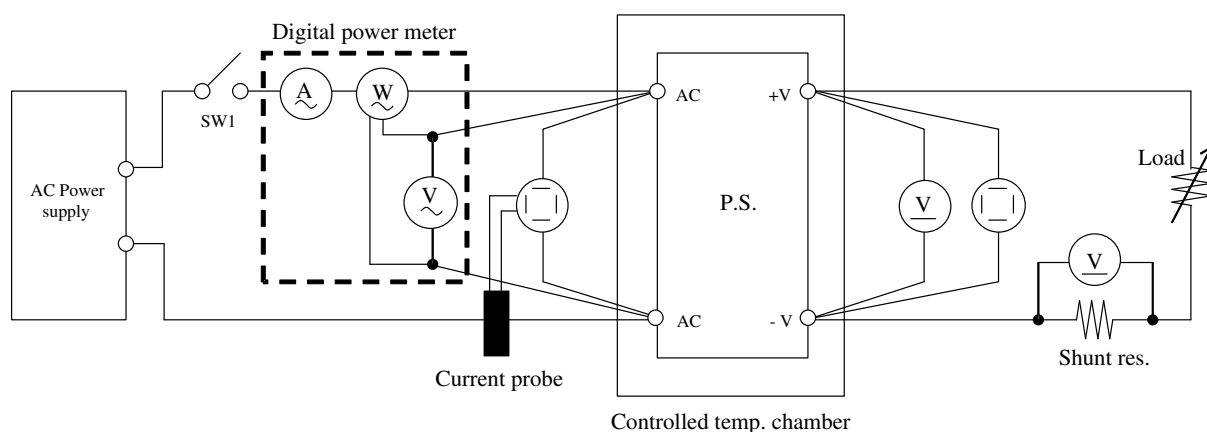 Digital power meter
A
W
AC
+V
SW1
Load
AC Power
supply
V
P.S.
V
V
AC
- V
Shunt res.
Current probe
Controlled temp. chamber